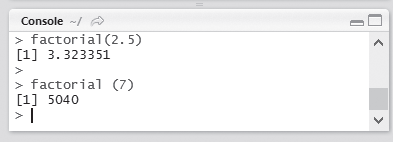 Console ~/
> factorial(2.5)
[1] 3.323351
>
> factorial (7)
[1] 5040
>